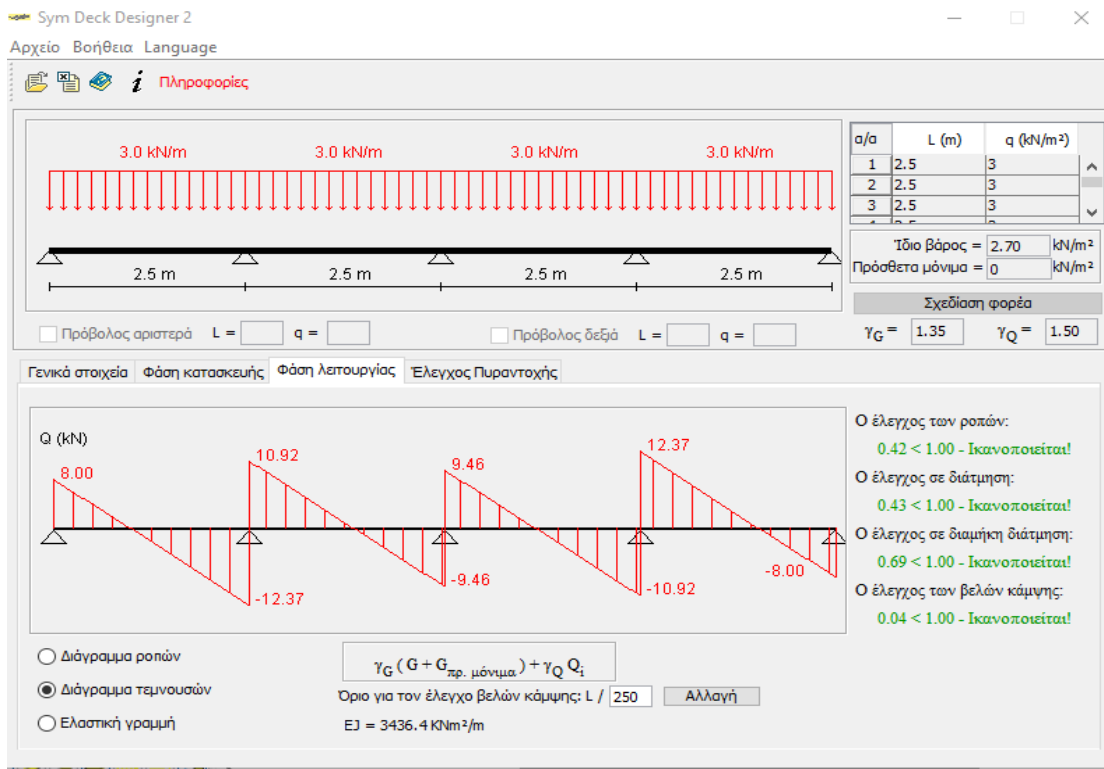 Sym Deck Designer 2
Αρχείο Βοήθεια Language
i Πληροφορίες
3.0 kN/m 3.0 kN/m 3.0 kN/m 3.0 kN/m
2.5 m 2.5 m 2.5 m 2.5 m
α/α L (m) q (kN/m²)
1 2.5 3
2 2.5 3
3 2.5 3
Ίδιο βάρος = 2.70 kN/m²
Πρόσθετα μόνιμα = 0 kN/m²
Σχεδίαση φορέα
Πρόβολος αριστερά L = q =
Πρόβολος δεξιά L = q =
γG = 1.35 γQ = 1.50
Γενικά στοιχεία Φάση κατασκευής Φάση λειτουργίας Έλεγχος Πυραντοχής
Q (kN)
8.00 10.92 9.46 12.37
-12.37 -9.46 -10.92 -8.00
Ο έλεγχος των ροπών:
0.42 < 1.00 - Ικανοποιείται!
Ο έλεγχος σε διάτμηση:
0.43 < 1.00 - Ικανοποιείται!
Ο έλεγχος σε διαμήκη διάτμηση:
0.69 < 1.00 - Ικανοποιείται!
Ο έλεγχος των βελών κάμψης:
0.04 < 1.00 - Ικανοποιείται!
Διάγραμμα ροπών
Διάγραμμα τεμνουσών
Ελαστική γραμμή
γG ( G + Gπρ. μόνιμα ) + γQ Qi
Όριο για τον έλεγχο βελών κάμψης: L / 250 Αλλαγή
EJ = 3436.4 KNm²/m